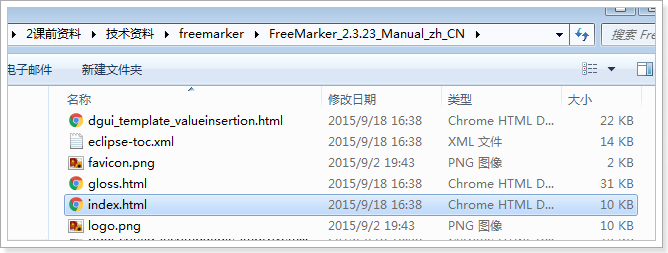 2课前资料 技术资料 freemarker FreeMarker_2.3.23_Manual_zh_CN 搜索 Fre
电子邮件 新建文件夹
名称 修改日期 类型 大小
dgui_template_valueinsertion.html 2015/9/18 16:38 Chrome HTML D... 22 KB
eclipse-toc.xml 2015/9/18 16:38 XML 文件 14 KB
favicon.png 2015/9/2 19:43 PNG 图像 2 KB
gloss.html 2015/9/18 16:38 Chrome HTML D... 31 KB
index.html 2015/9/18 16:38 Chrome HTML D... 10 KB
logo.png 2015/9/2 19:43 PNG 图像 10 KB